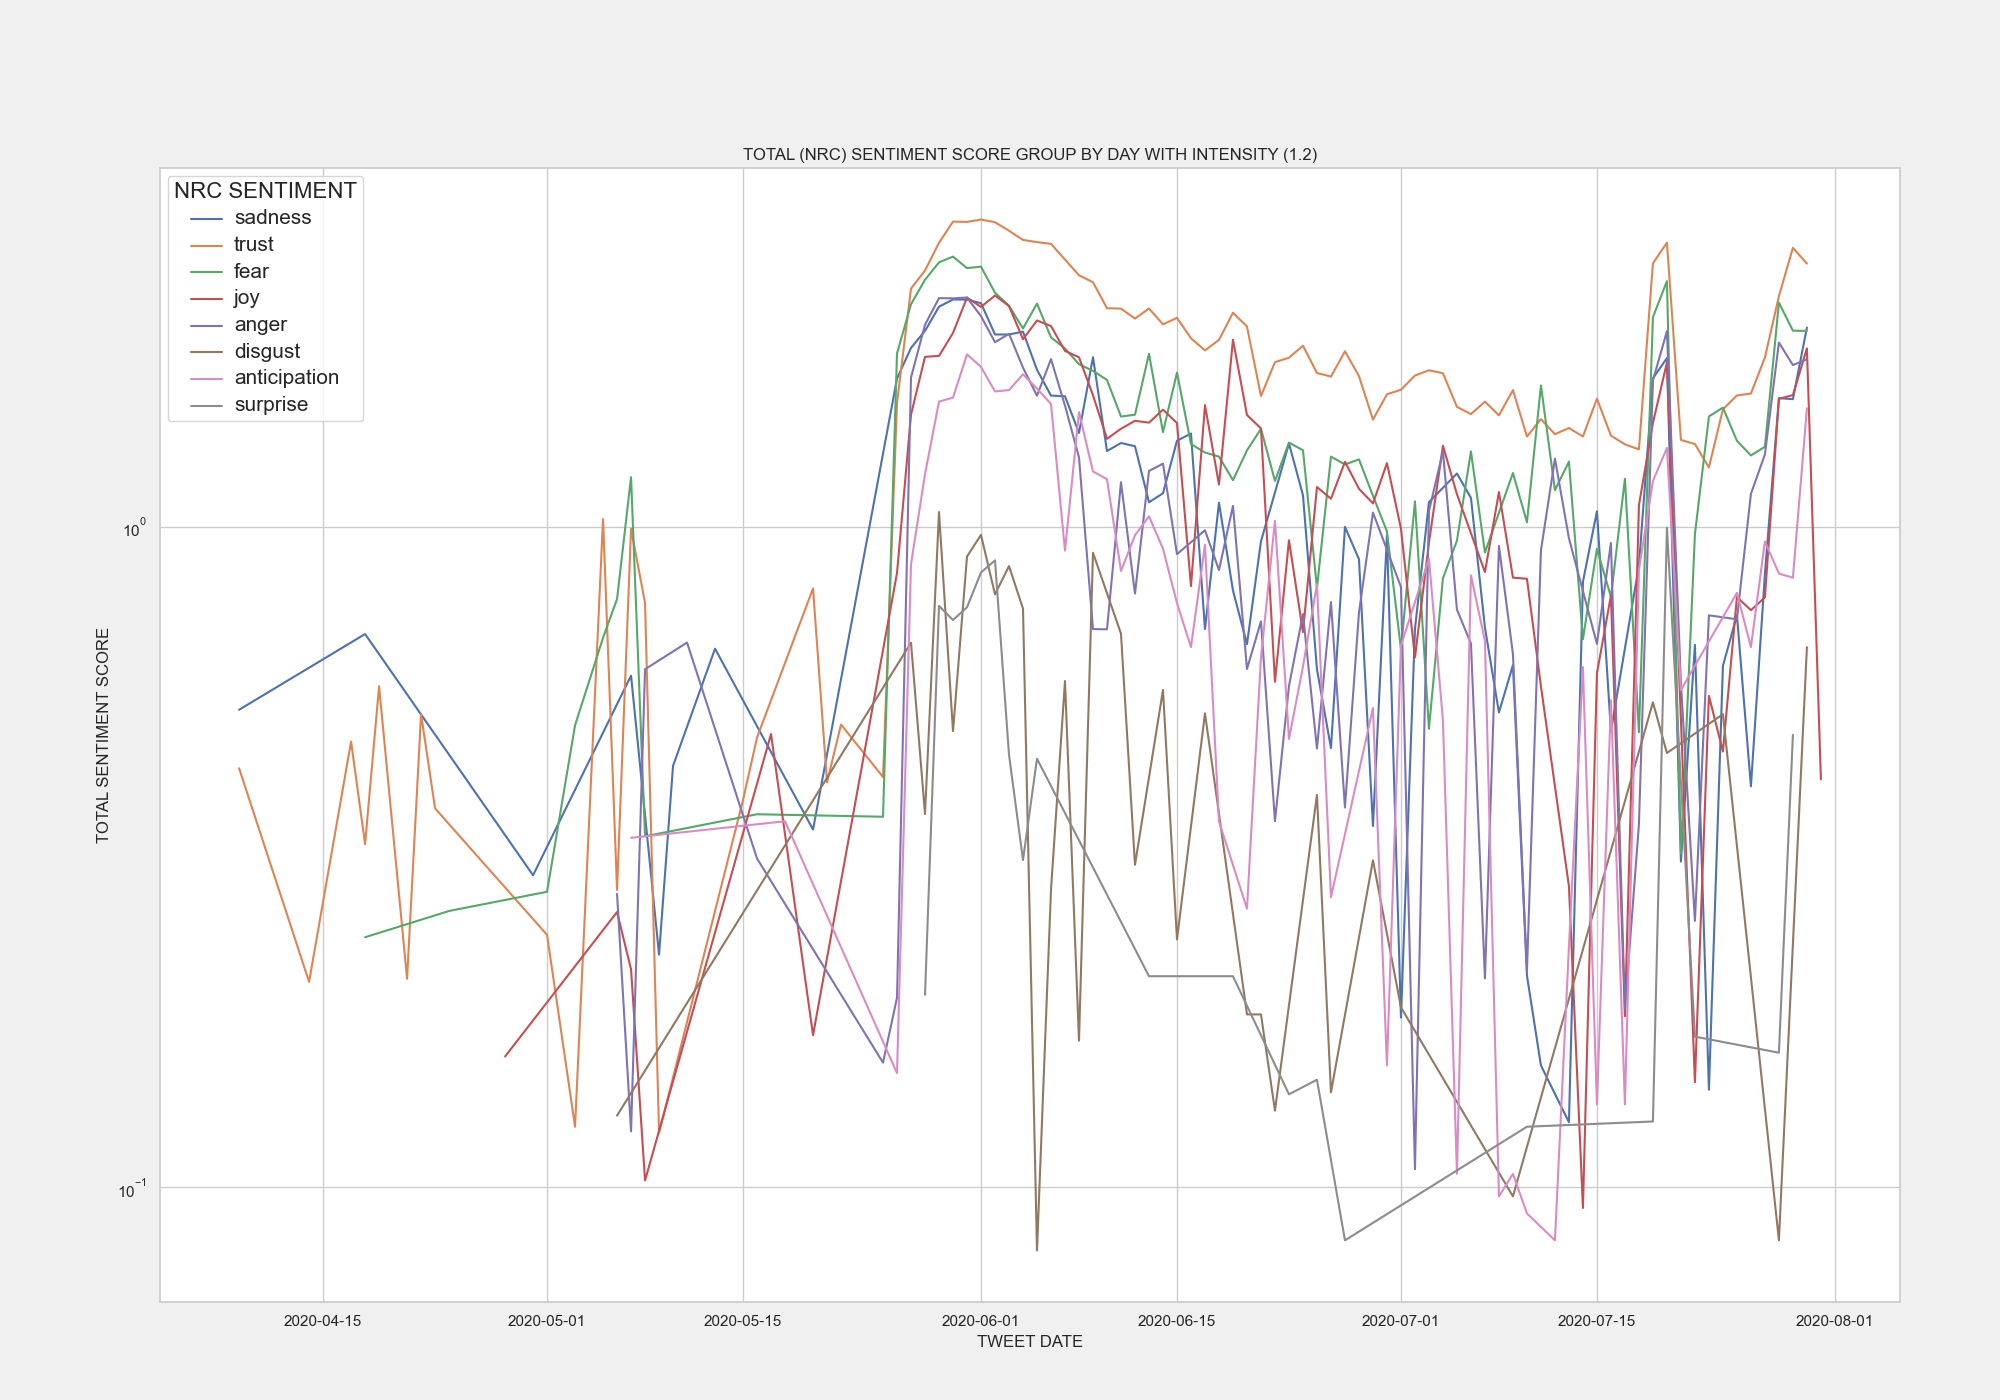 TOTAL (NRC) SENTIMENT SCORE GROUP BY DAY WITH INTENSITY (1.2)
NRC SENTIMENT
sadness
trust
fear
joy
anger
disgust
anticipation
surprise
TOTAL SENTIMENT SCORE
10⁰
10⁻¹
2020-04-15 2020-05-01 2020-05-15 2020-06-01 2020-06-15 2020-07-01 2020-07-15 2020-08-01
TWEET DATE